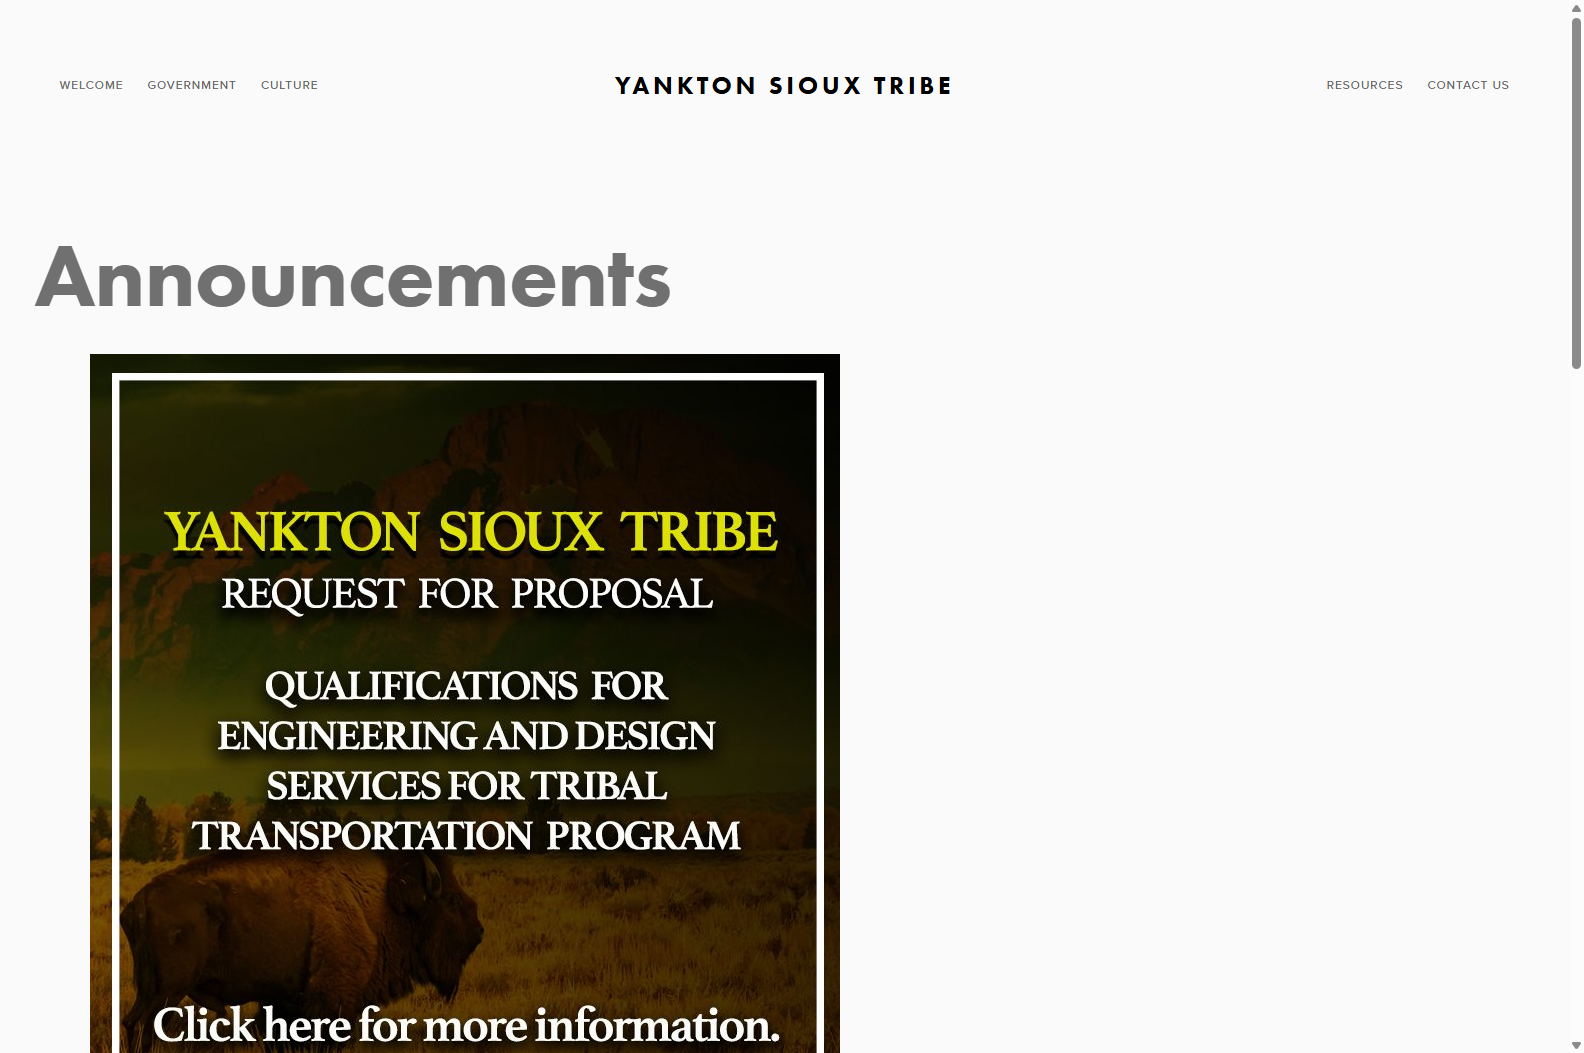 WELCOME GOVERNMENT CULTURE YANKTON SIOUX TRIBE RESOURCES CONTACT US
Announcements
YANKTON SIOUX TRIBE
REQUEST FOR PROPOSAL
QUALIFICATIONS FOR
ENGINEERING AND DESIGN
SERVICES FOR TRIBAL
TRANSPORTATION PROGRAM
Click here for more information.